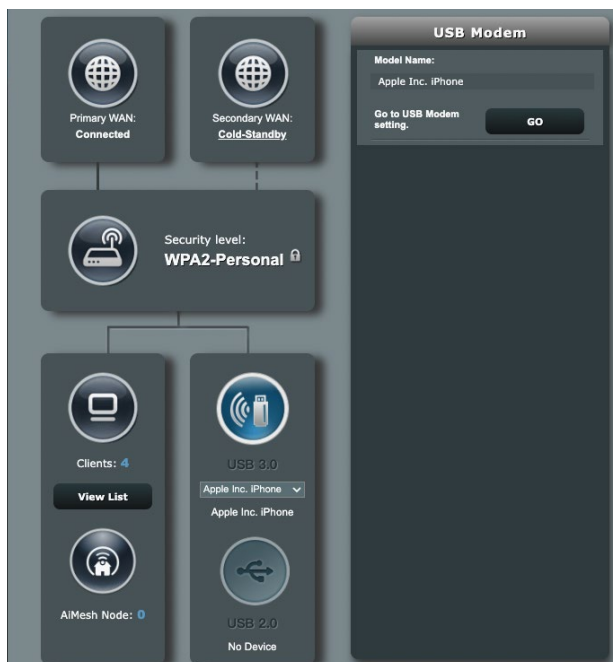 Primary WAN:
Connected
Secondary WAN:
Cold-Standby
Security level:
WPA2-Personal
Clients: 4
View List
AiMesh Node: 0
USB 3.0
Apple Inc. iPhone
Apple Inc. iPhone
USB 2.0
No Device
USB Modem
Model Name:
Apple Inc. iPhone
Go to USB Modem
setting.
GO